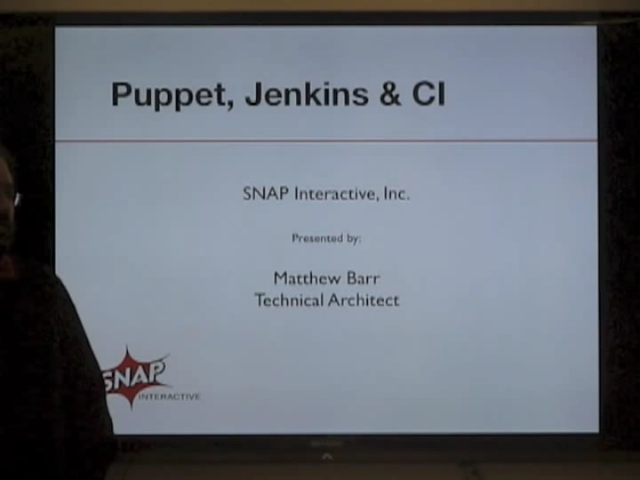 Puppet, Jenkins & CI
SNAP Interactive, Inc.
Presented by:
Matthew Barr
Technical Architect
SNAP
INTERACTIVE